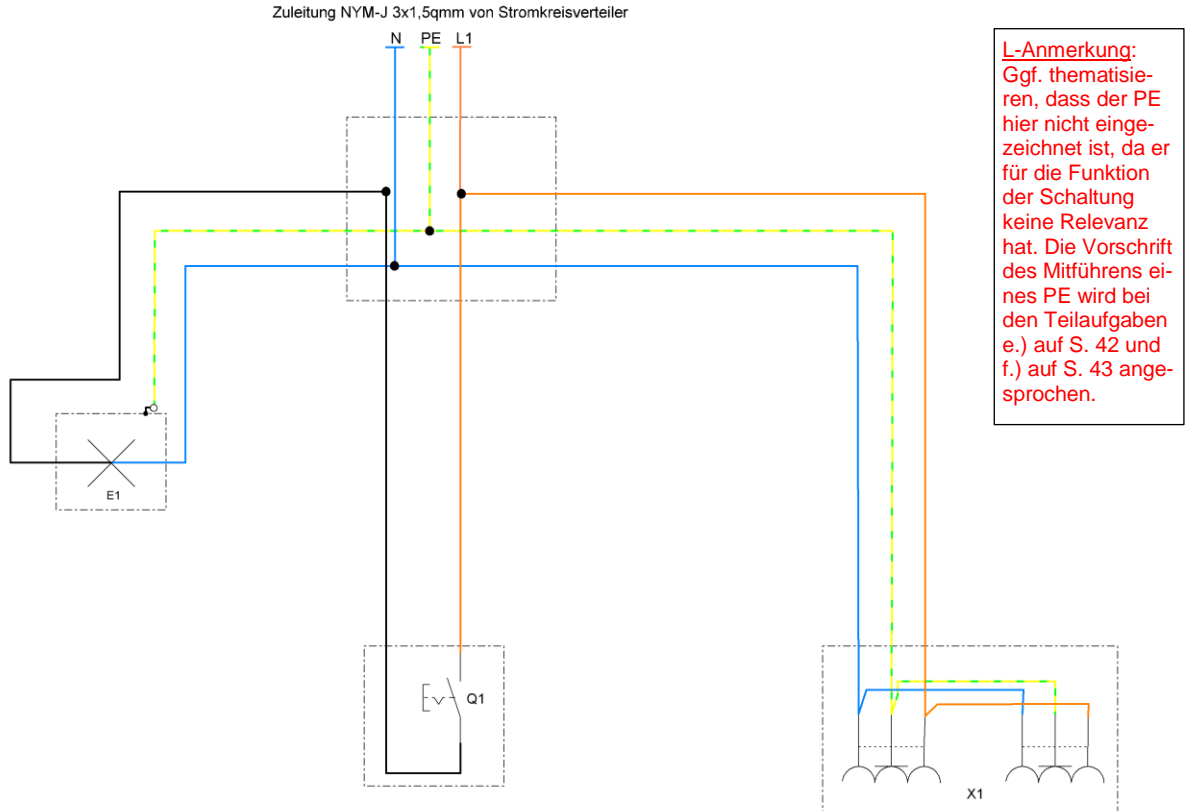 Zuleitung NYM-J 3x1,5qmm von Stromkreisverteiler
N PE L1
L-Anmerkung:
Ggf. thematisie-
ren, dass der PE
hier nicht einge-
zeichnet ist, da er
für die Funktion
der Schaltung
keine Relevanz
hat. Die Vorschrift
des Mitführens ei-
nes PE wird bei
den Teilaufgaben
e.) auf S. 42 und
f.) auf S. 43 ange-
sprochen.
E1
Q1
X1